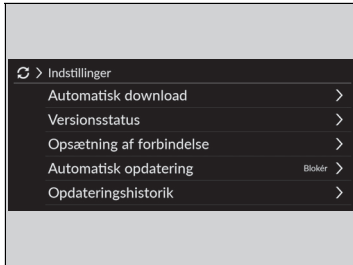 Indstillinger
Automatisk download
Versionsstatus
Opsætning af forbindelse
Automatisk opdatering Blokér
Opdateringshistorik